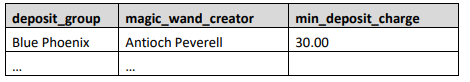 deposit_group magic_wand_creator min_deposit_charge
Blue Phoenix Antioch Peverell 30.00
… …